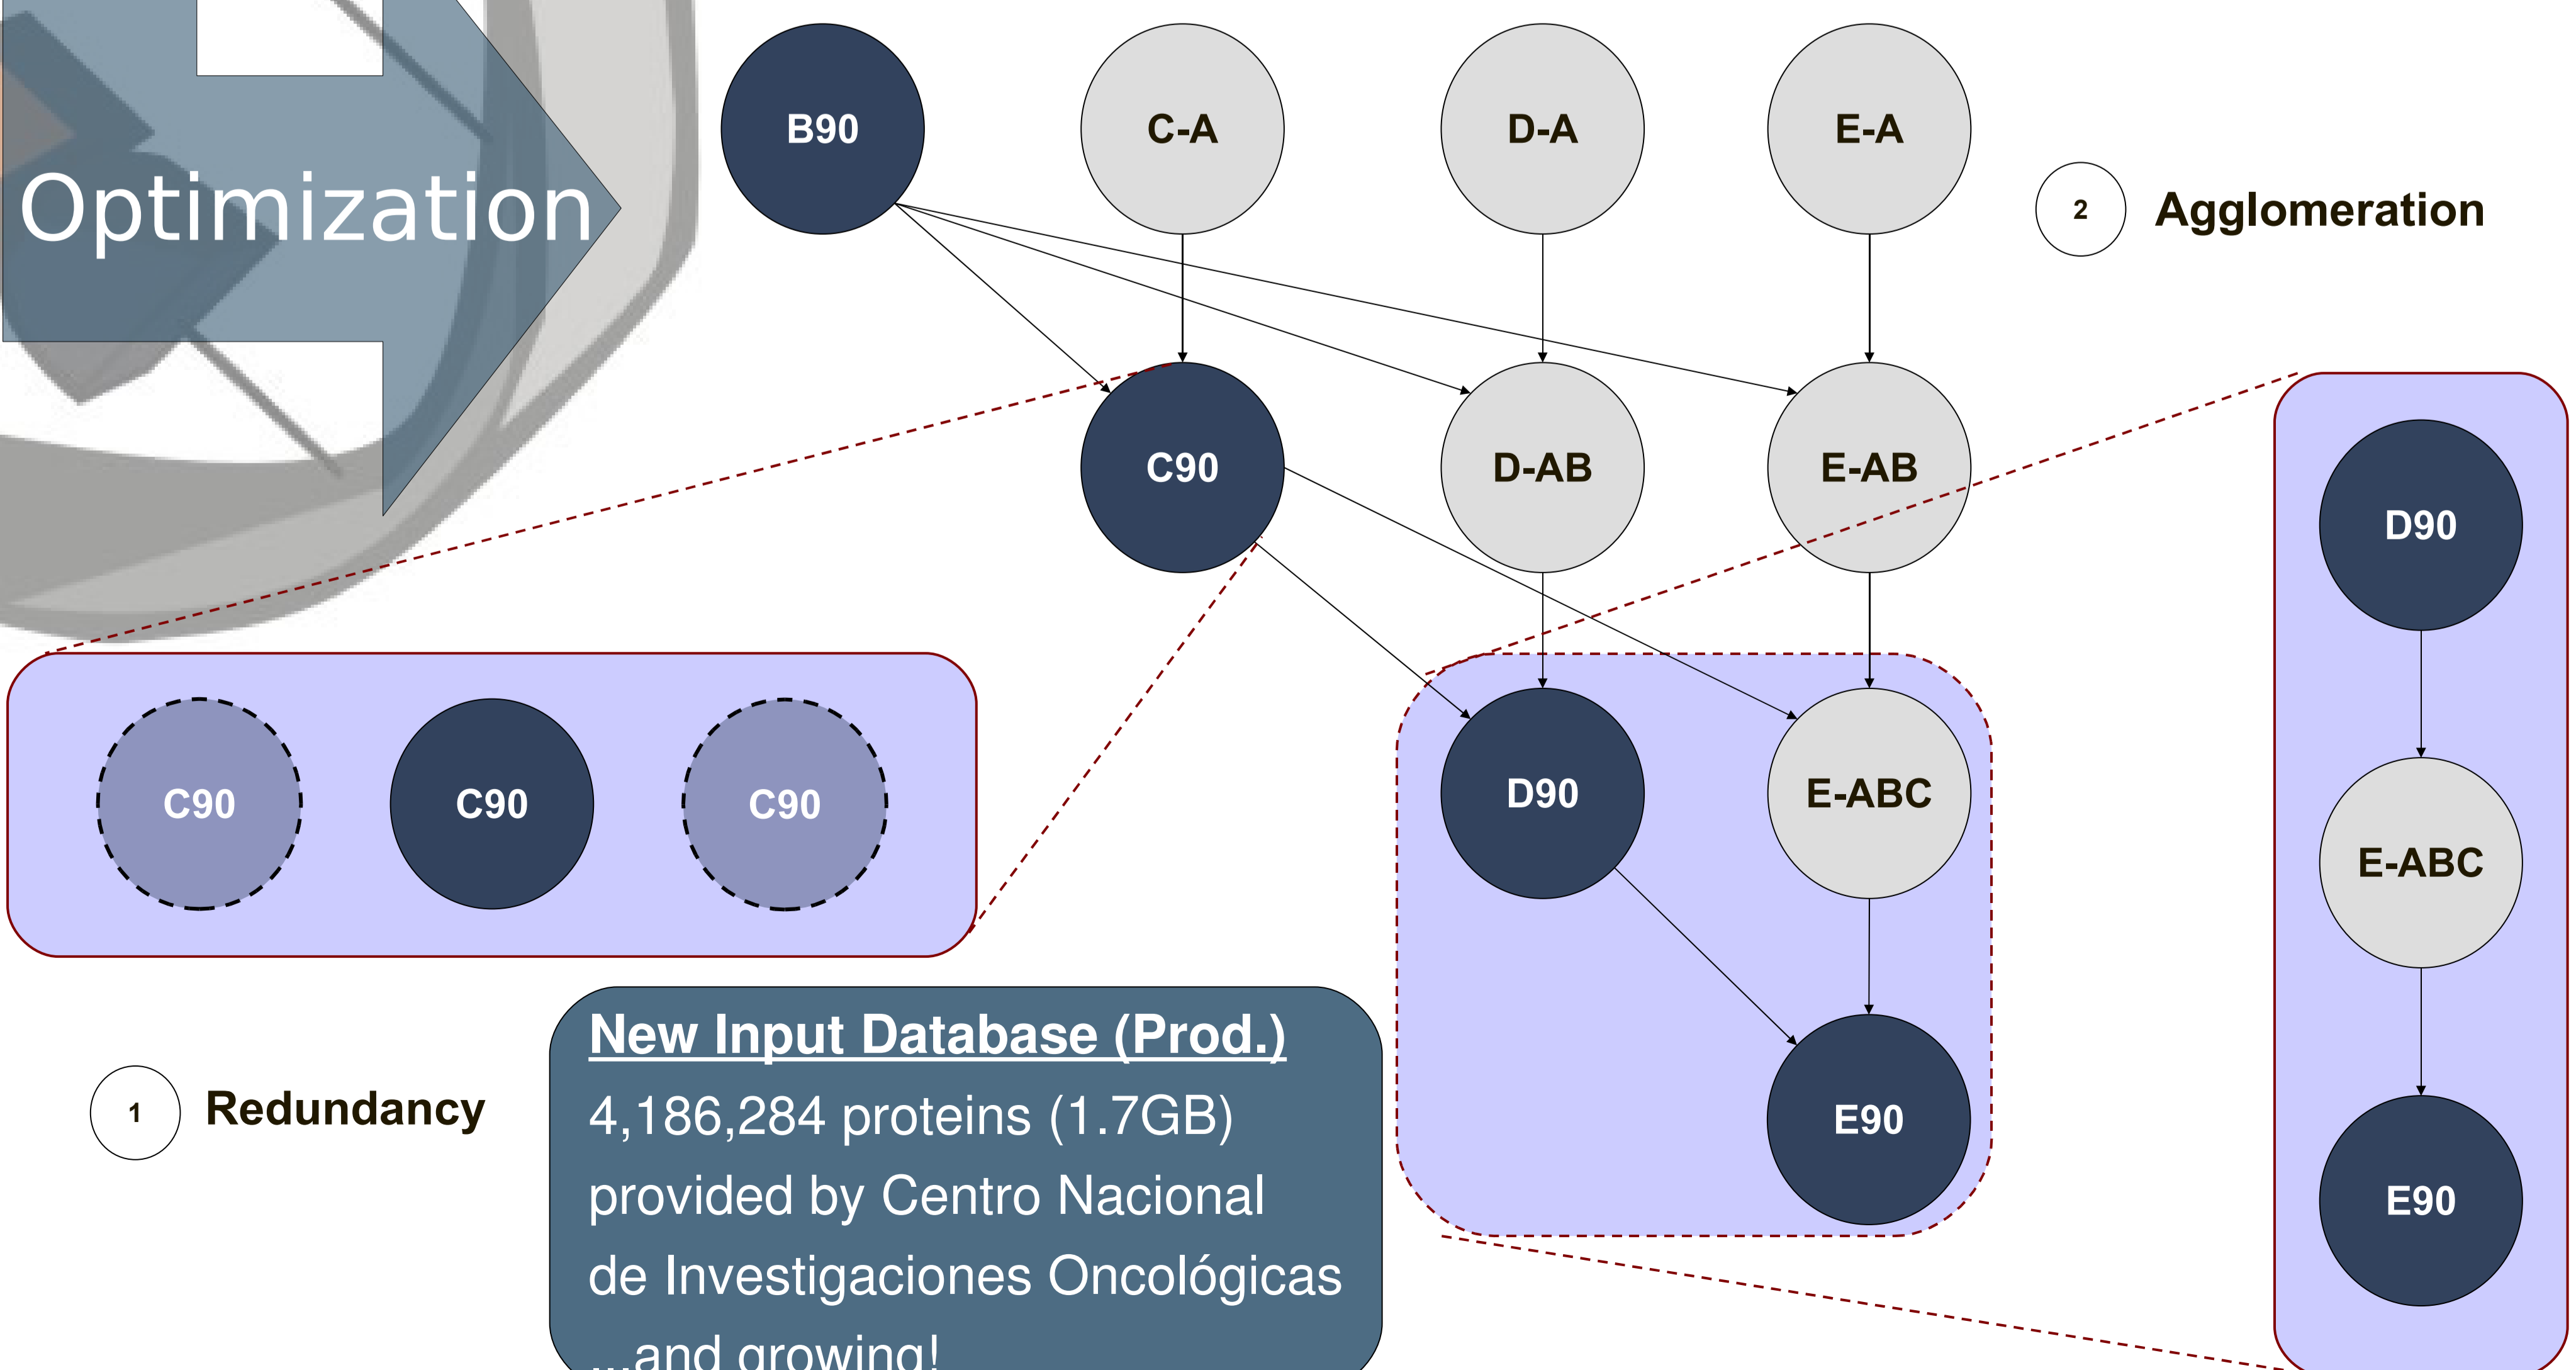 Optimization
B90
C-A
D-A
E-A
2
Agglomeration
C90
D-AB
E-AB
D90
C90
C90
C90
D90
E-ABC
E-ABC
E90
E90
1
Redundancy
New Input Database (Prod.)
4,186,284 proteins (1.7GB)
provided by Centro Nacional
de Investigaciones Oncológicas
...and growing!